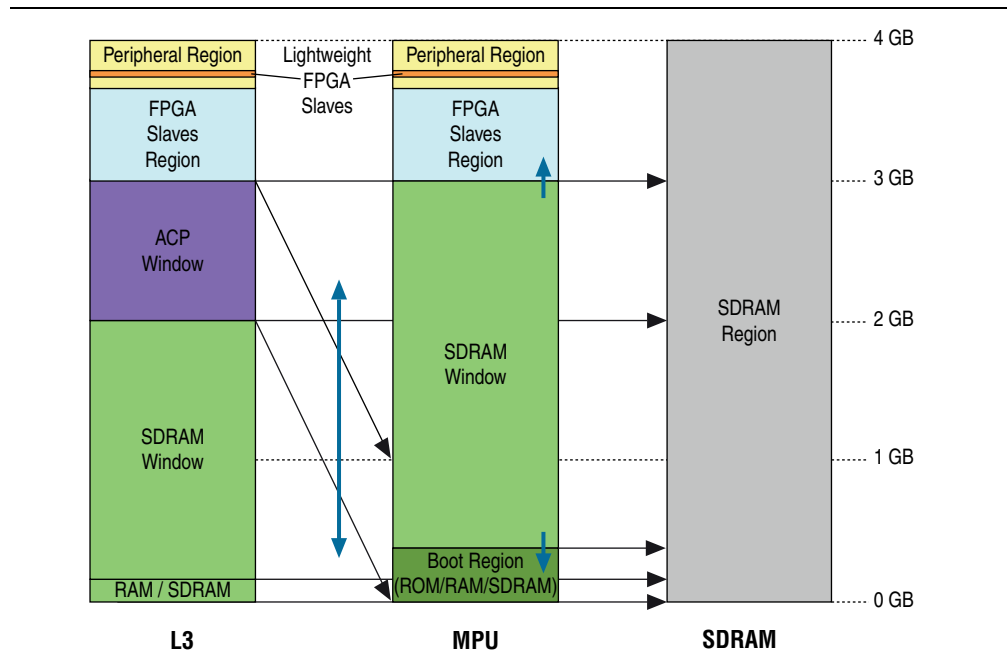 Peripheral Region
Lightweight
FPGA
Slaves
Peripheral Region
4 GB
FPGA
Slaves
Region
FPGA
Slaves
Region
3 GB
ACP
Window
SDRAM
Region
2 GB
SDRAM
Window
SDRAM
Window
1 GB
Boot Region
(ROM/RAM/SDRAM)
RAM / SDRAM
0 GB
L3
MPU
SDRAM